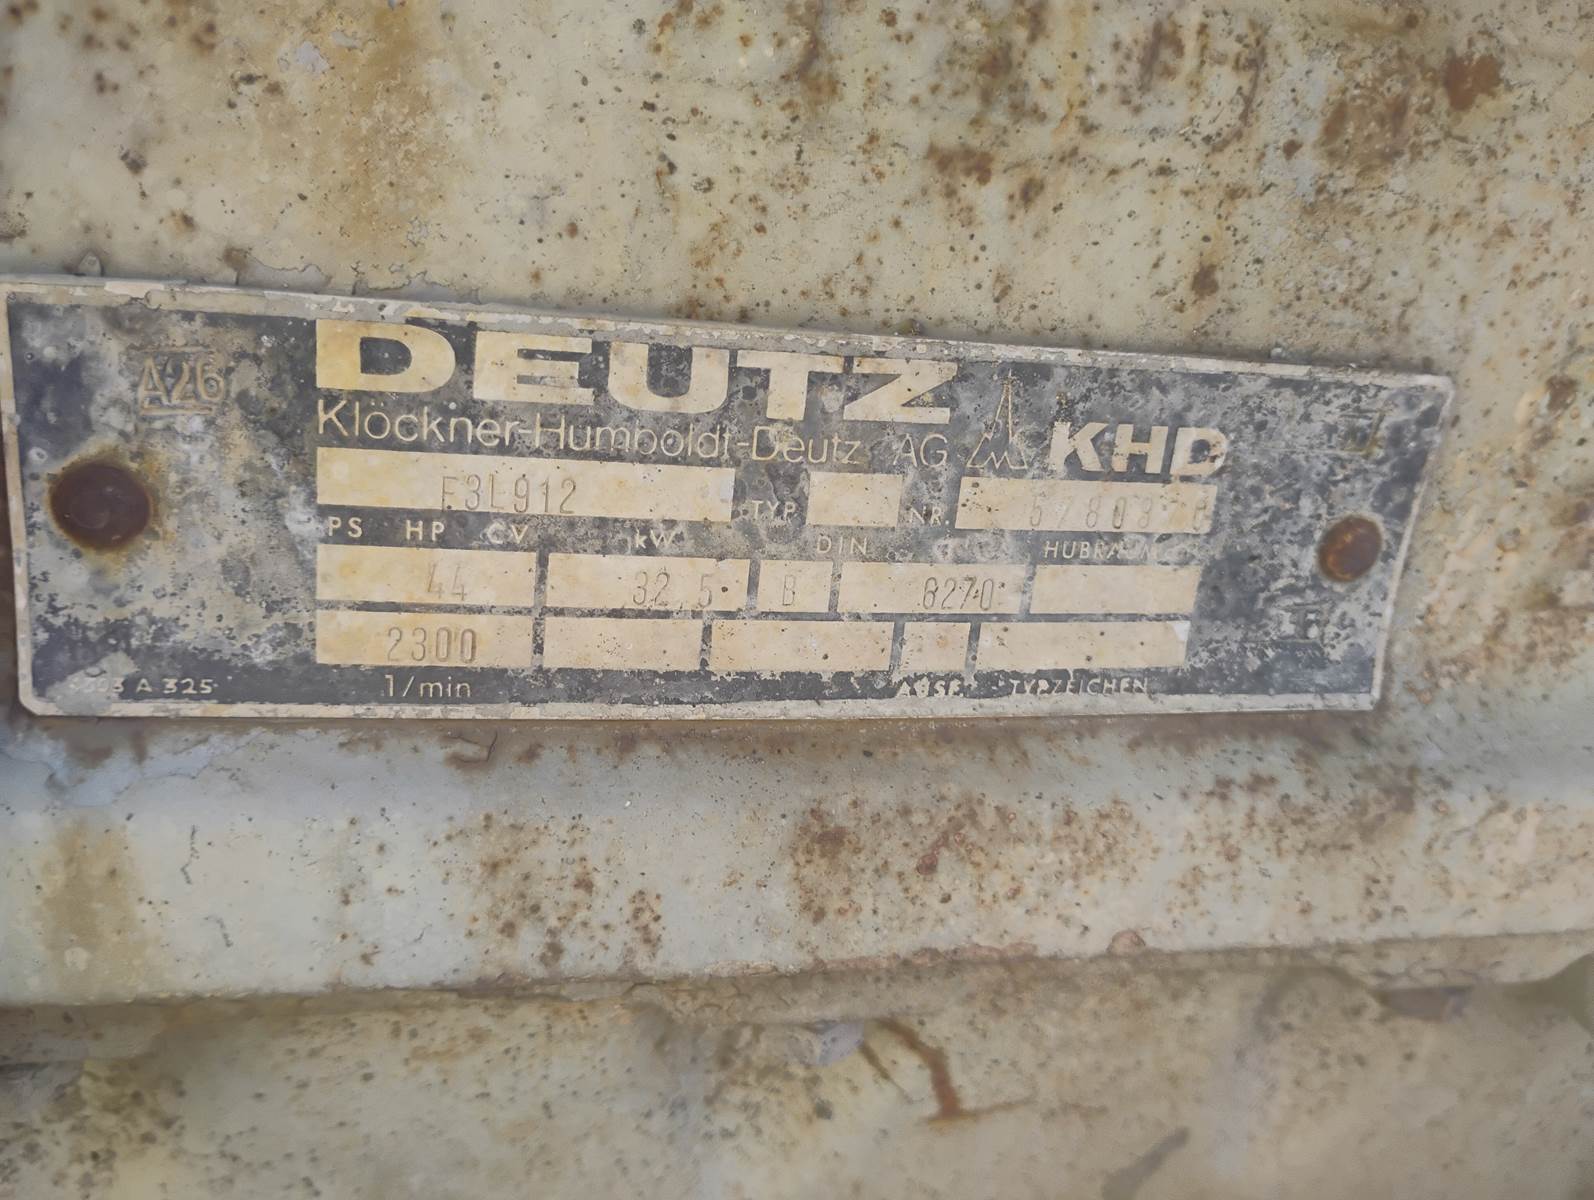 A26
DEUTZ
Klöckner-Humboldt-Deutz AG KHD
F3L912 TYP NR.
PS HP CV kW DIN HUBRAUM
44 32,5 B 6270
2300
A 325 1/min TYPZEICHEN